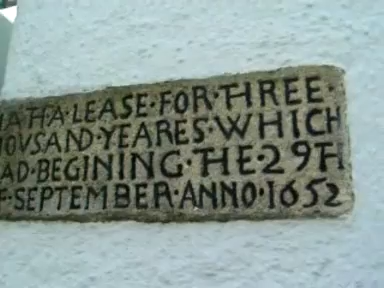 HATH·A·LEASE·FOR·THREE·
HOVSAND·YEARES·WHICH
AD·BEGINING·THE·29TH
F·SEPTEMBER·ANNO·1652